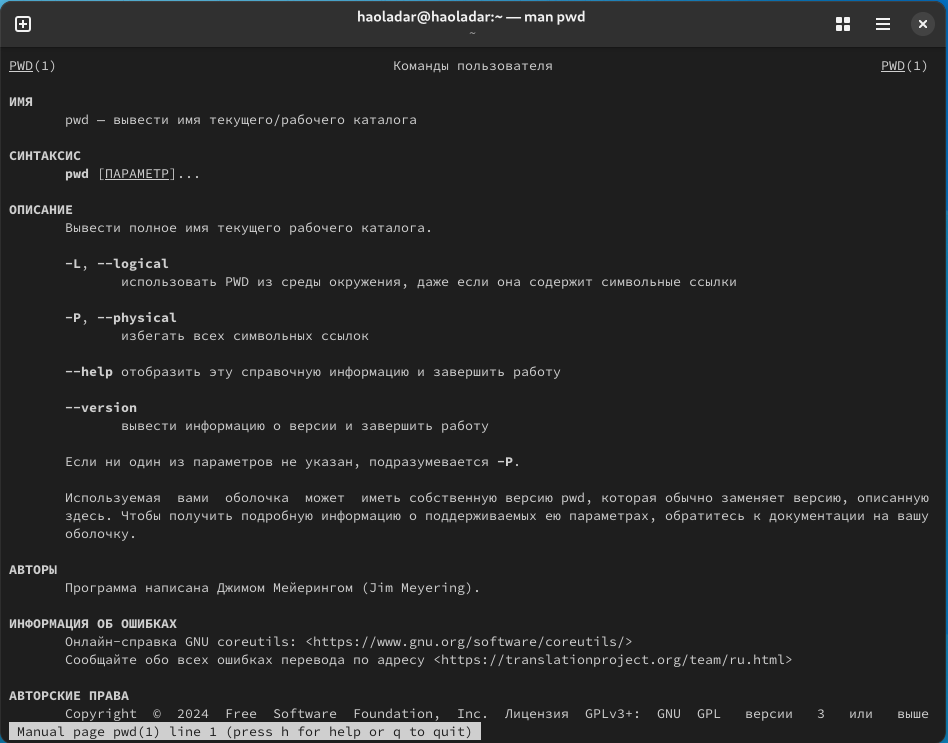 haoladar@haoladar:~ — man pwd
~
PWD(1) Команды пользователя PWD(1)
ИМЯ
pwd — вывести имя текущего/рабочего каталога
СИНТАКСИС
pwd [ПАРАМЕТР]...
ОПИСАНИЕ
Вывести полное имя текущего рабочего каталога.
-L, --logical
использовать PWD из среды окружения, даже если она содержит символьные ссылки
-P, --physical
избегать всех символьных ссылок
--help отобразить эту справочную информацию и завершить работу
--version
вывести информацию о версии и завершить работу
Если ни один из параметров не указан, подразумевается -P.
Используемая вами оболочка может иметь собственную версию pwd, которая обычно заменяет версию, описанную
здесь. Чтобы получить подробную информацию о поддерживаемых ею параметрах, обратитесь к документации на вашу
оболочку.
АВТОРЫ
Программа написана Джимом Мейерингом (Jim Meyering).
ИНФОРМАЦИЯ ОБ ОШИБКАХ
Онлайн-справка GNU coreutils: <https://www.gnu.org/software/coreutils/>
Сообщайте обо всех ошибках перевода по адресу <https://translationproject.org/team/ru.html>
АВТОРСКИЕ ПРАВА
Copyright © 2024 Free Software Foundation, Inc. Лицензия GPLv3+: GNU GPL версии 3 или выше
Manual page pwd(1) line 1 (press h for help or q to quit)